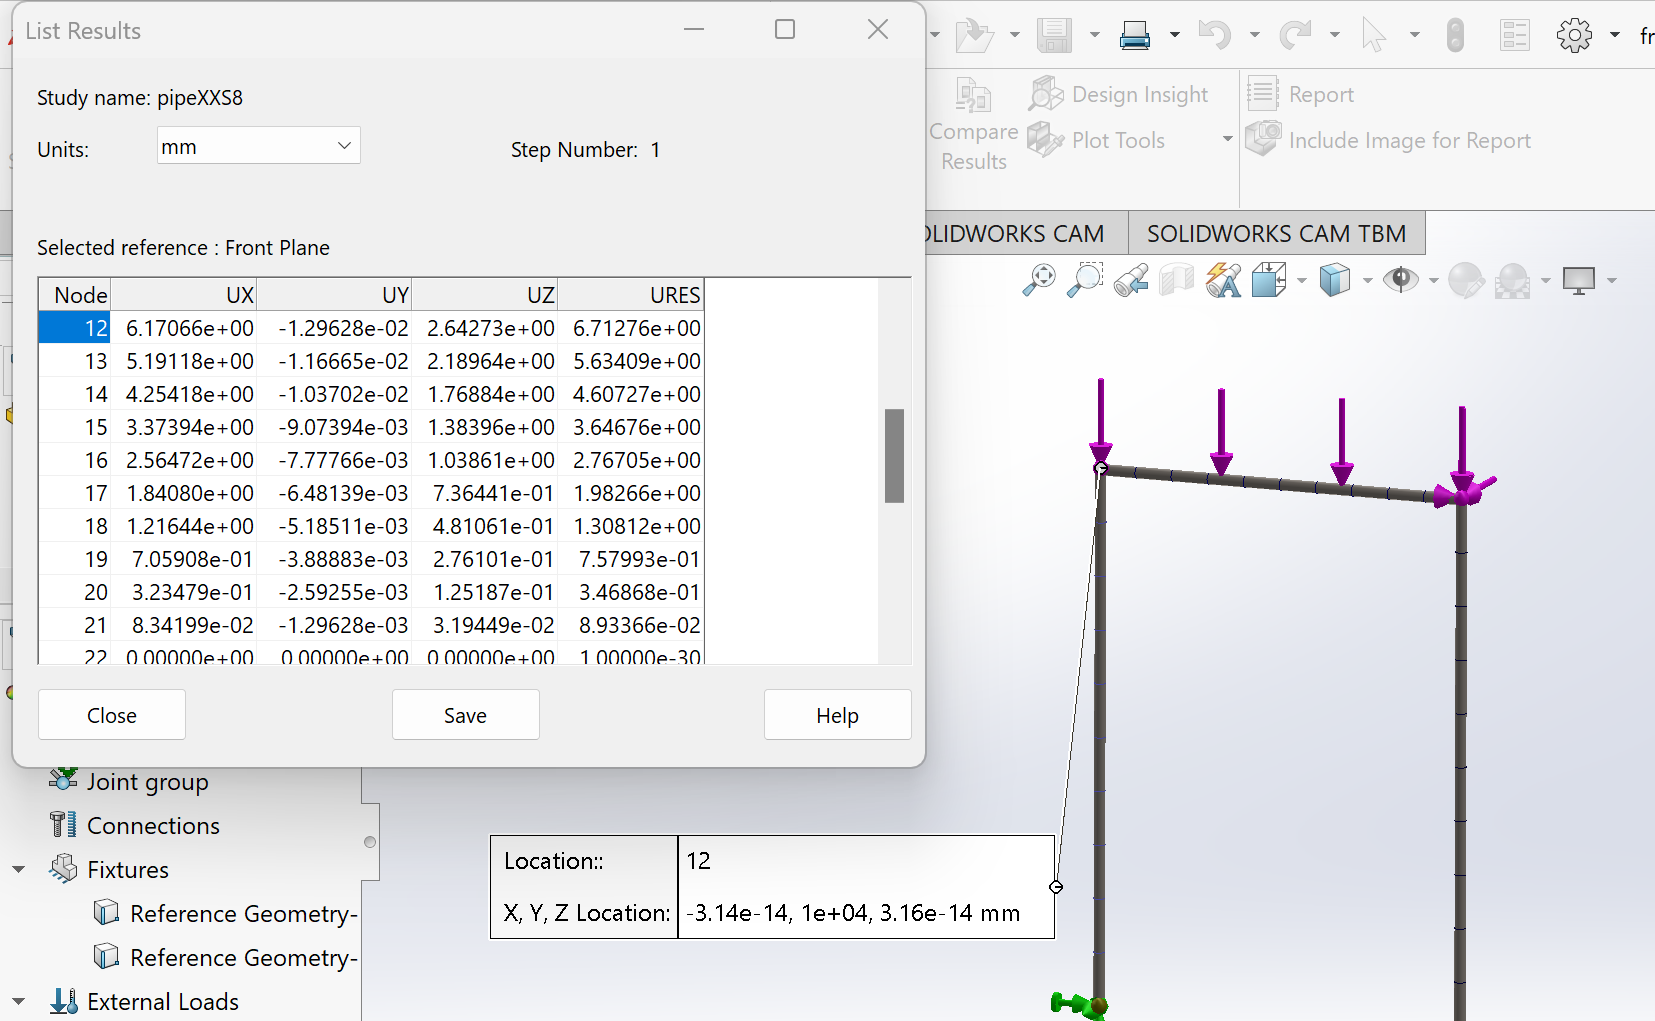 List Results
Study name: pipeXXS8
Units:
mm
Step Number: 1
Selected reference : Front Plane
Node UX UY UZ URES
12 6.17066e+00 -1.29628e-02 2.64273e+00 6.71276e+00
13 5.19118e+00 -1.16665e-02 2.18964e+00 5.63409e+00
14 4.25418e+00 -1.03702e-02 1.76884e+00 4.60727e+00
15 3.37394e+00 -9.07394e-03 1.38396e+00 3.64676e+00
16 2.56472e+00 -7.77766e-03 1.03861e+00 2.76705e+00
17 1.84080e+00 -6.48139e-03 7.36441e-01 1.98266e+00
18 1.21644e+00 -5.18511e-03 4.81061e-01 1.30812e+00
19 7.05908e-01 -3.88883e-03 2.76101e-01 7.57993e-01
20 3.23479e-01 -2.59255e-03 1.25187e-01 3.46868e-01
21 8.34199e-02 -1.29628e-03 3.19449e-02 8.93366e-02
22 0.00000e+00 0.00000e+00 0.00000e+00 1.00000e-30
Close
Save
Help
fr
Compare
Results
Design Insight
Plot Tools
Report
Include Image for Report
OLIDWORKS CAM
SOLIDWORKS CAM TBM
Joint group
Connections
Fixtures
Reference Geometry-
Reference Geometry-
External Loads
Location:: 12
X, Y, Z Location: -3.14e-14, 1e+04, 3.16e-14 mm